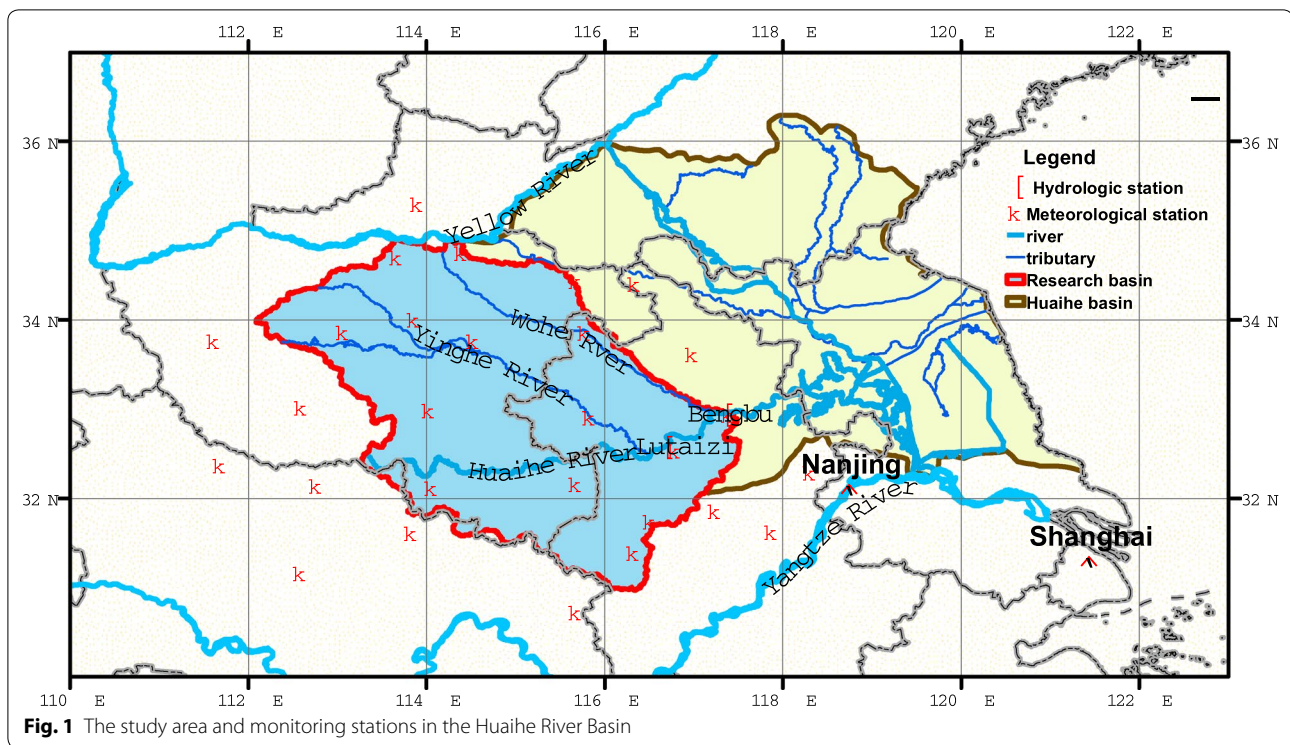 112 E 114 E 116 E 118 E 120 E 122 E
36 N 36 N
Legend
[ Hydrologic station
k Meteorological station
river
tributary
Research basin
Huaihe basin
Yellow River
34 N 34 N
Wohe Rver
Yinghe River
Bengbu
Lutaizi
Huaihe River
Nanjing
32 N 32 N
Yangtze River
Shanghai
110 E 112 E 114 E 116 E 118 E 120 E 122 E
Fig. 1 The study area and monitoring stations in the Huaihe River Basin